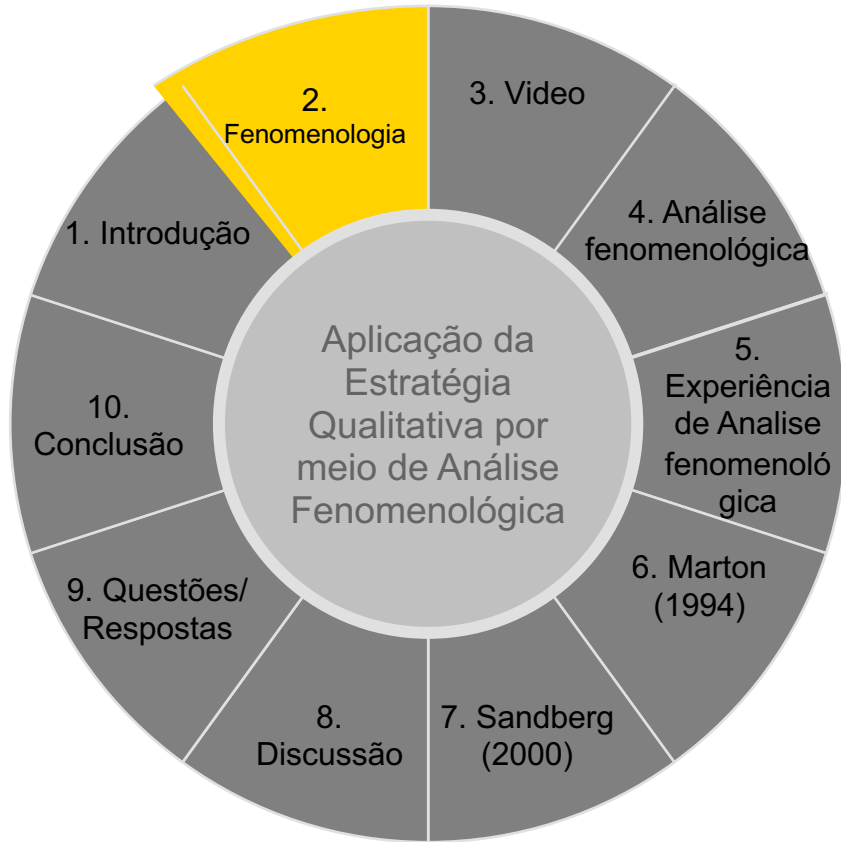 1. Introdução
2.
Fenomenologia
3. Video
4. Análise
fenomenológica
5.
Experiência
de Analise
fenomenoló
gica
6. Marton
(1994)
7. Sandberg
(2000)
8.
Discussão
9. Questões/
Respostas
10.
Conclusão
Aplicação da
Estratégia
Qualitativa por
meio de Análise
Fenomenológica